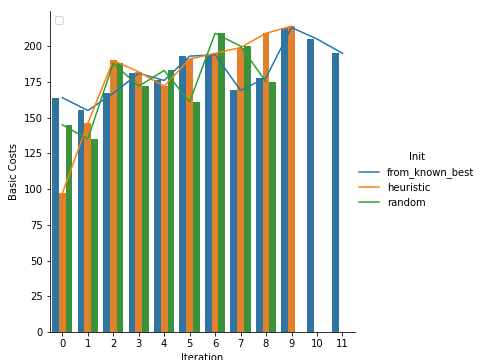 200
175
150
125
100
75
50
25
0
Basic Costs
0 1 2 3 4 5 6 7 8 9 10 11
Iteration
Init
from_known_best
heuristic
random